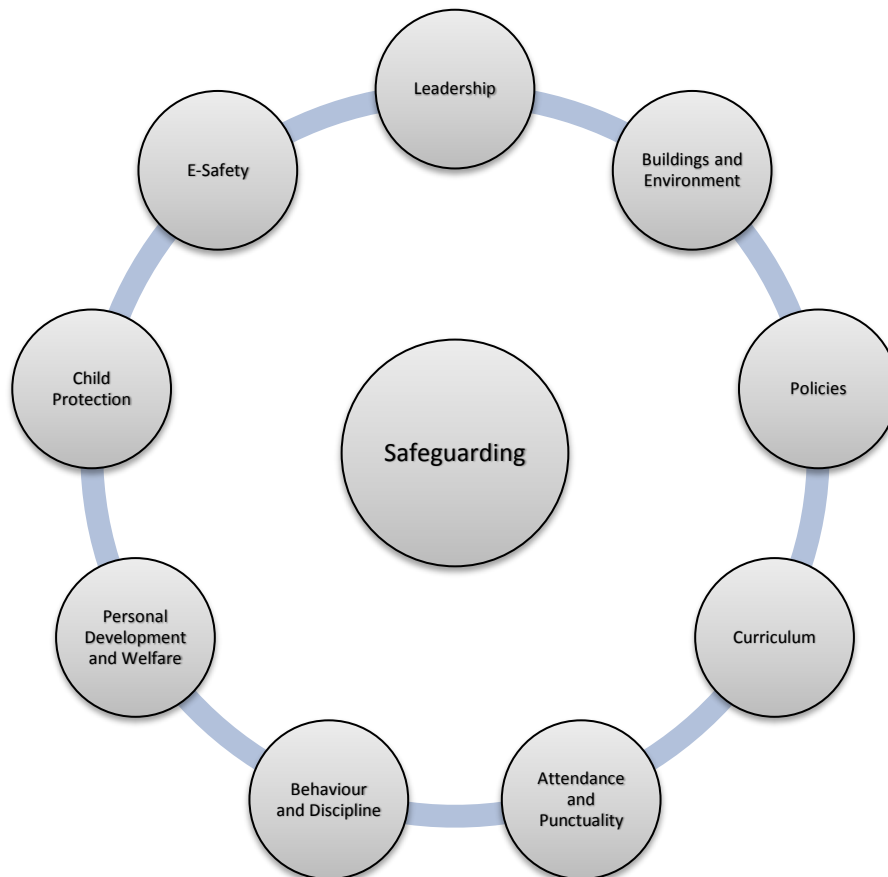 Leadership
Buildings and
Environment
Policies
Curriculum
Attendance
and
Punctuality
Behaviour
and Discipline
Personal
Development
and Welfare
Child
Protection
E-Safety
Safeguarding